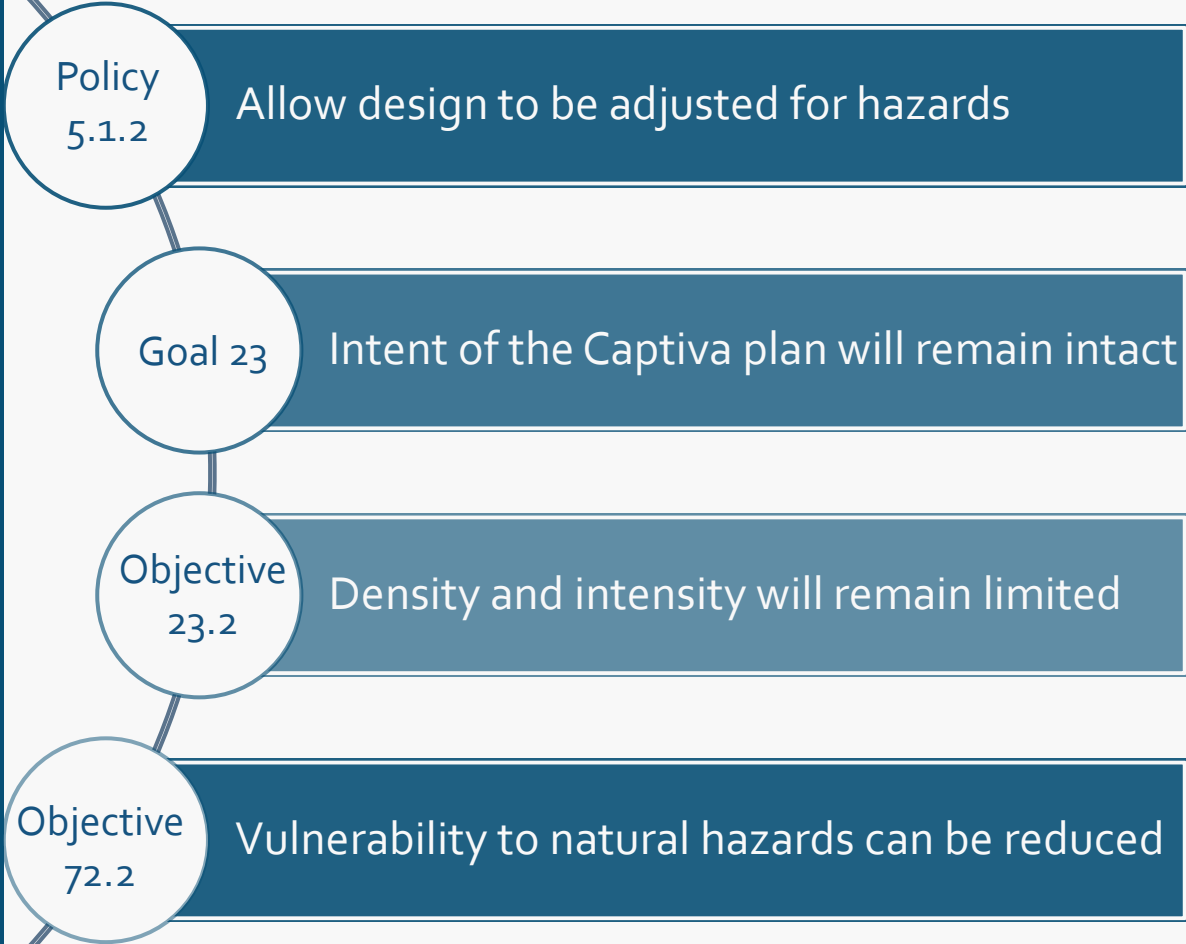 Policy
5.1.2
Allow design to be adjusted for hazards
Goal 23
Intent of the Captiva plan will remain intact
Objective
23.2
Density and intensity will remain limited
Objective
72.2
Vulnerability to natural hazards can be reduced